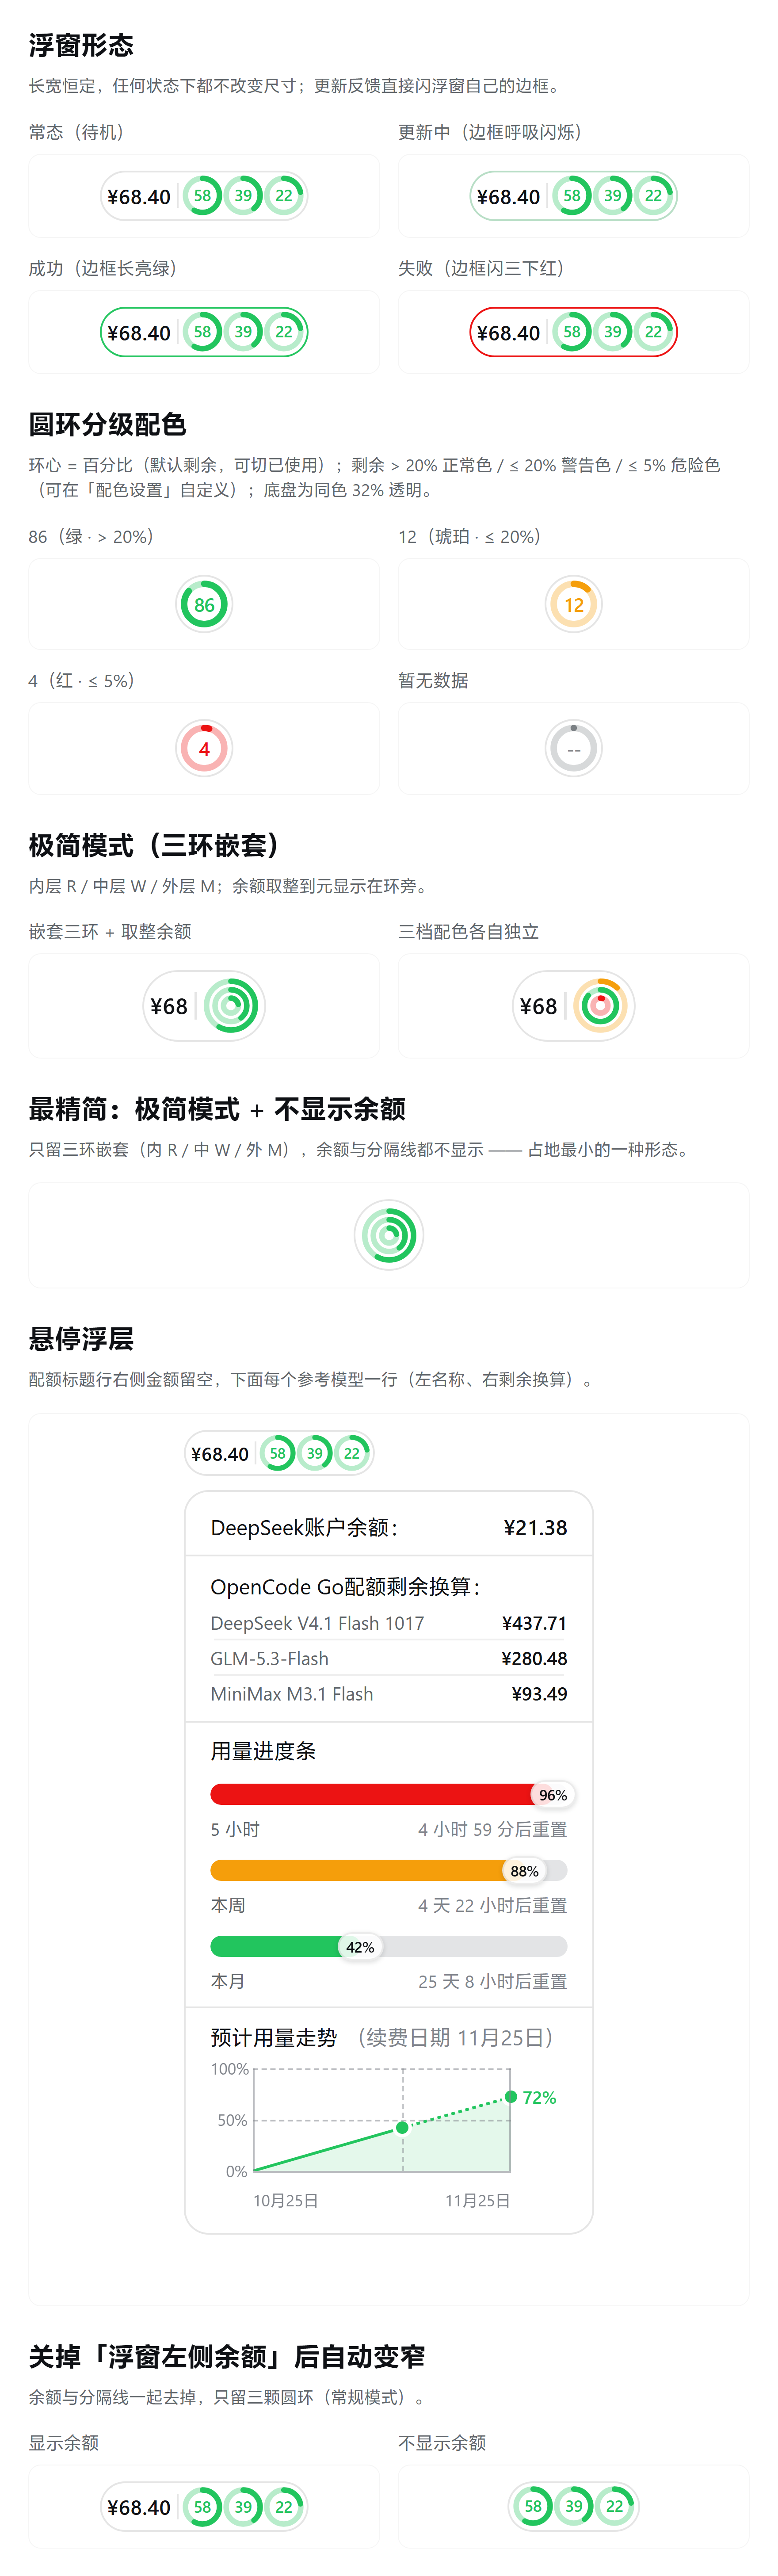 浮窗形态
长宽恒定，任何状态下都不改变尺寸；更新反馈直接闪浮窗自己的边框。
常态（待机）
更新中（边框呼吸闪烁）
¥68.40 58 39 22
¥68.40 58 39 22
成功（边框长亮绿）
失败（边框闪三下红）
¥68.40 58 39 22
¥68.40 58 39 22
圆环分级配色
环心 = 百分比（默认剩余，可切已使用）；剩余 > 20% 正常色 / ≤ 20% 警告色 / ≤ 5% 危险色
（可在「配色设置」自定义）；底盘为同色 32% 透明。
86（绿 · > 20%）
12（琥珀 · ≤ 20%）
86
12
4（红 · ≤ 5%）
暂无数据
4
--
极简模式（三环嵌套）
内层 R / 中层 W / 外层 M；余额取整到元显示在环旁。
嵌套三环 + 取整余额
三档配色各自独立
¥68
¥68
最精简：极简模式 + 不显示余额
只留三环嵌套（内 R / 中 W / 外 M），余额与分隔线都不显示 —— 占地最小的一种形态。
悬停浮层
配额标题行右侧金额留空，下面每个参考模型一行（左名称、右剩余换算）。
¥68.40 58 39 22
DeepSeek账户余额： ¥21.38
OpenCode Go配额剩余换算：
DeepSeek V4.1 Flash 1017 ¥437.71
GLM-5.3-Flash ¥280.48
MiniMax M3.1 Flash ¥93.49
用量进度条
96%
5 小时 4 小时 59 分后重置
88%
本周 4 天 22 小时后重置
42%
本月 25 天 8 小时后重置
预计用量走势 （续费日期 11月25日）
100%
72%
50%
0%
10月25日 11月25日
关掉「浮窗左侧余额」后自动变窄
余额与分隔线一起去掉，只留三颗圆环（常规模式）。
显示余额
不显示余额
¥68.40 58 39 22
58 39 22